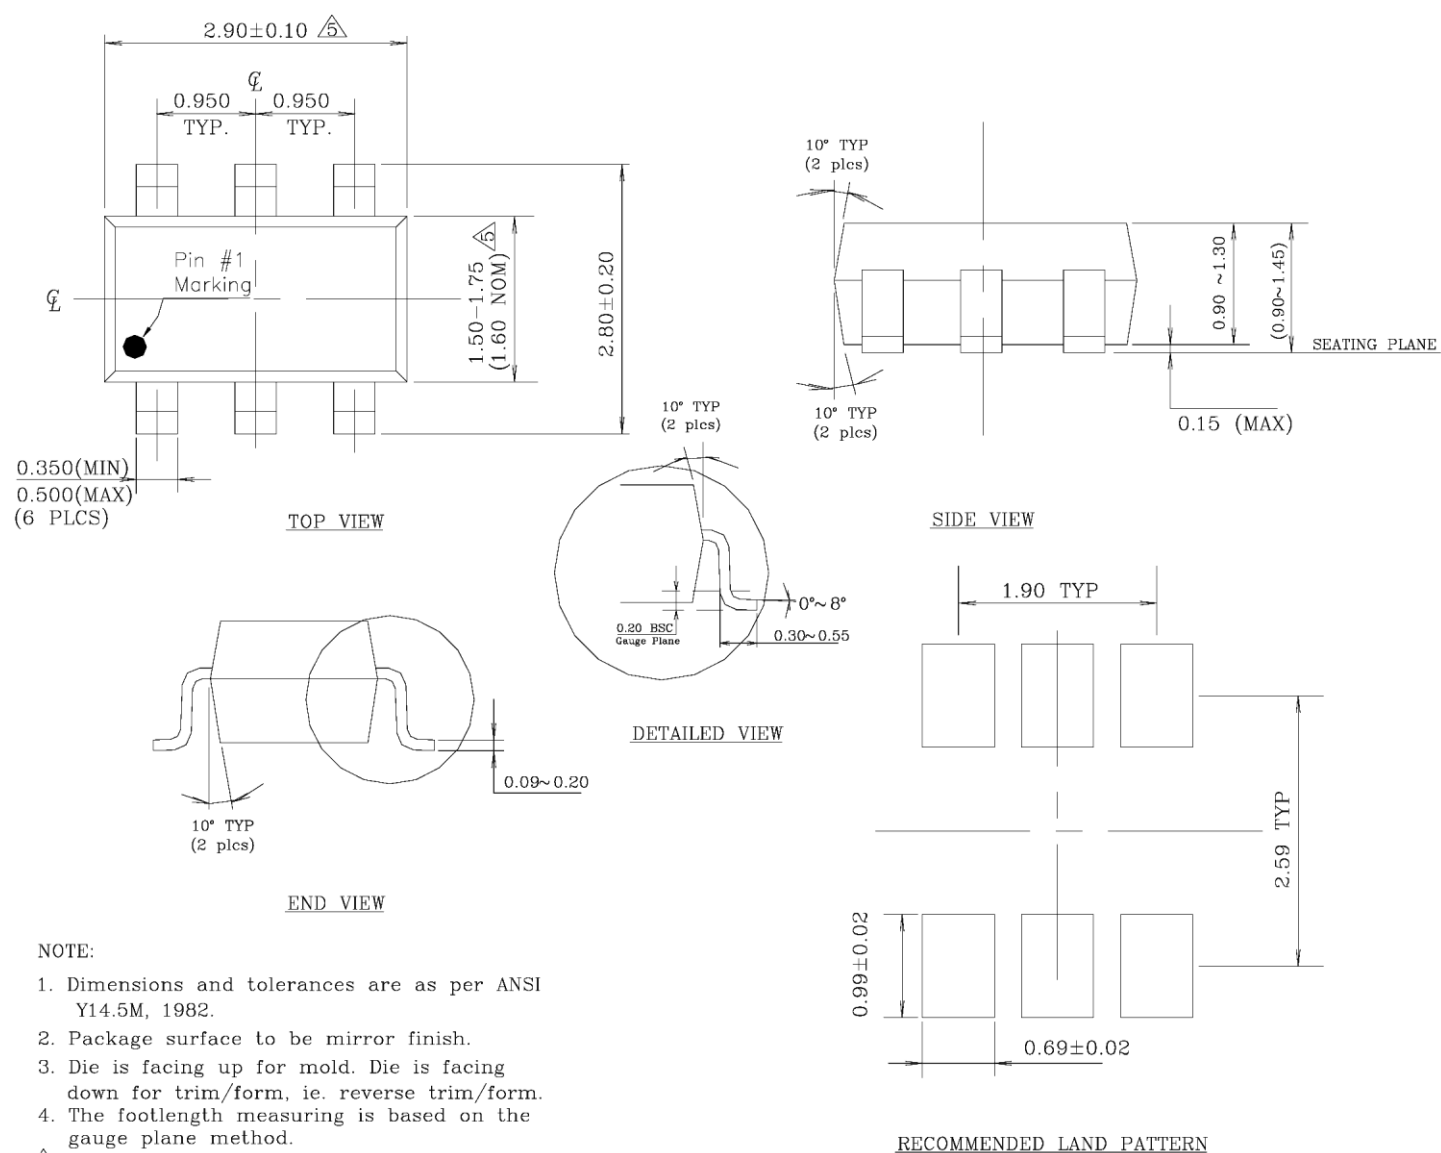 2.90±0.10 5
℄
0.950 0.950
TYP. TYP.
Pin #1
Marking
℄
1.50-1.75 5
(1.60 NOM)
2.80±0.20
0.350(MIN)
0.500(MAX)
(6 PLCS)
TOP VIEW
10° TYP
(2 plcs)
0.90 ~1.30
(0.90~1.45)
SEATING PLANE
10° TYP
(2 plcs)
0.15 (MAX)
SIDE VIEW
10° TYP
(2 plcs)
0°~8°
0.20 BSC
Gauge Plane
0.30~0.55
DETAILED VIEW
0.09~0.20
10° TYP
(2 plcs)
END VIEW
1.90 TYP
2.59 TYP
0.99±0.02
0.69±0.02
RECOMMENDED LAND PATTERN
NOTE:
1. Dimensions and tolerances are as per ANSI
Y14.5M, 1982.
2. Package surface to be mirror finish.
3. Die is facing up for mold. Die is facing
down for trim/form, ie. reverse trim/form.
4. The footlength measuring is based on the
gauge plane method.